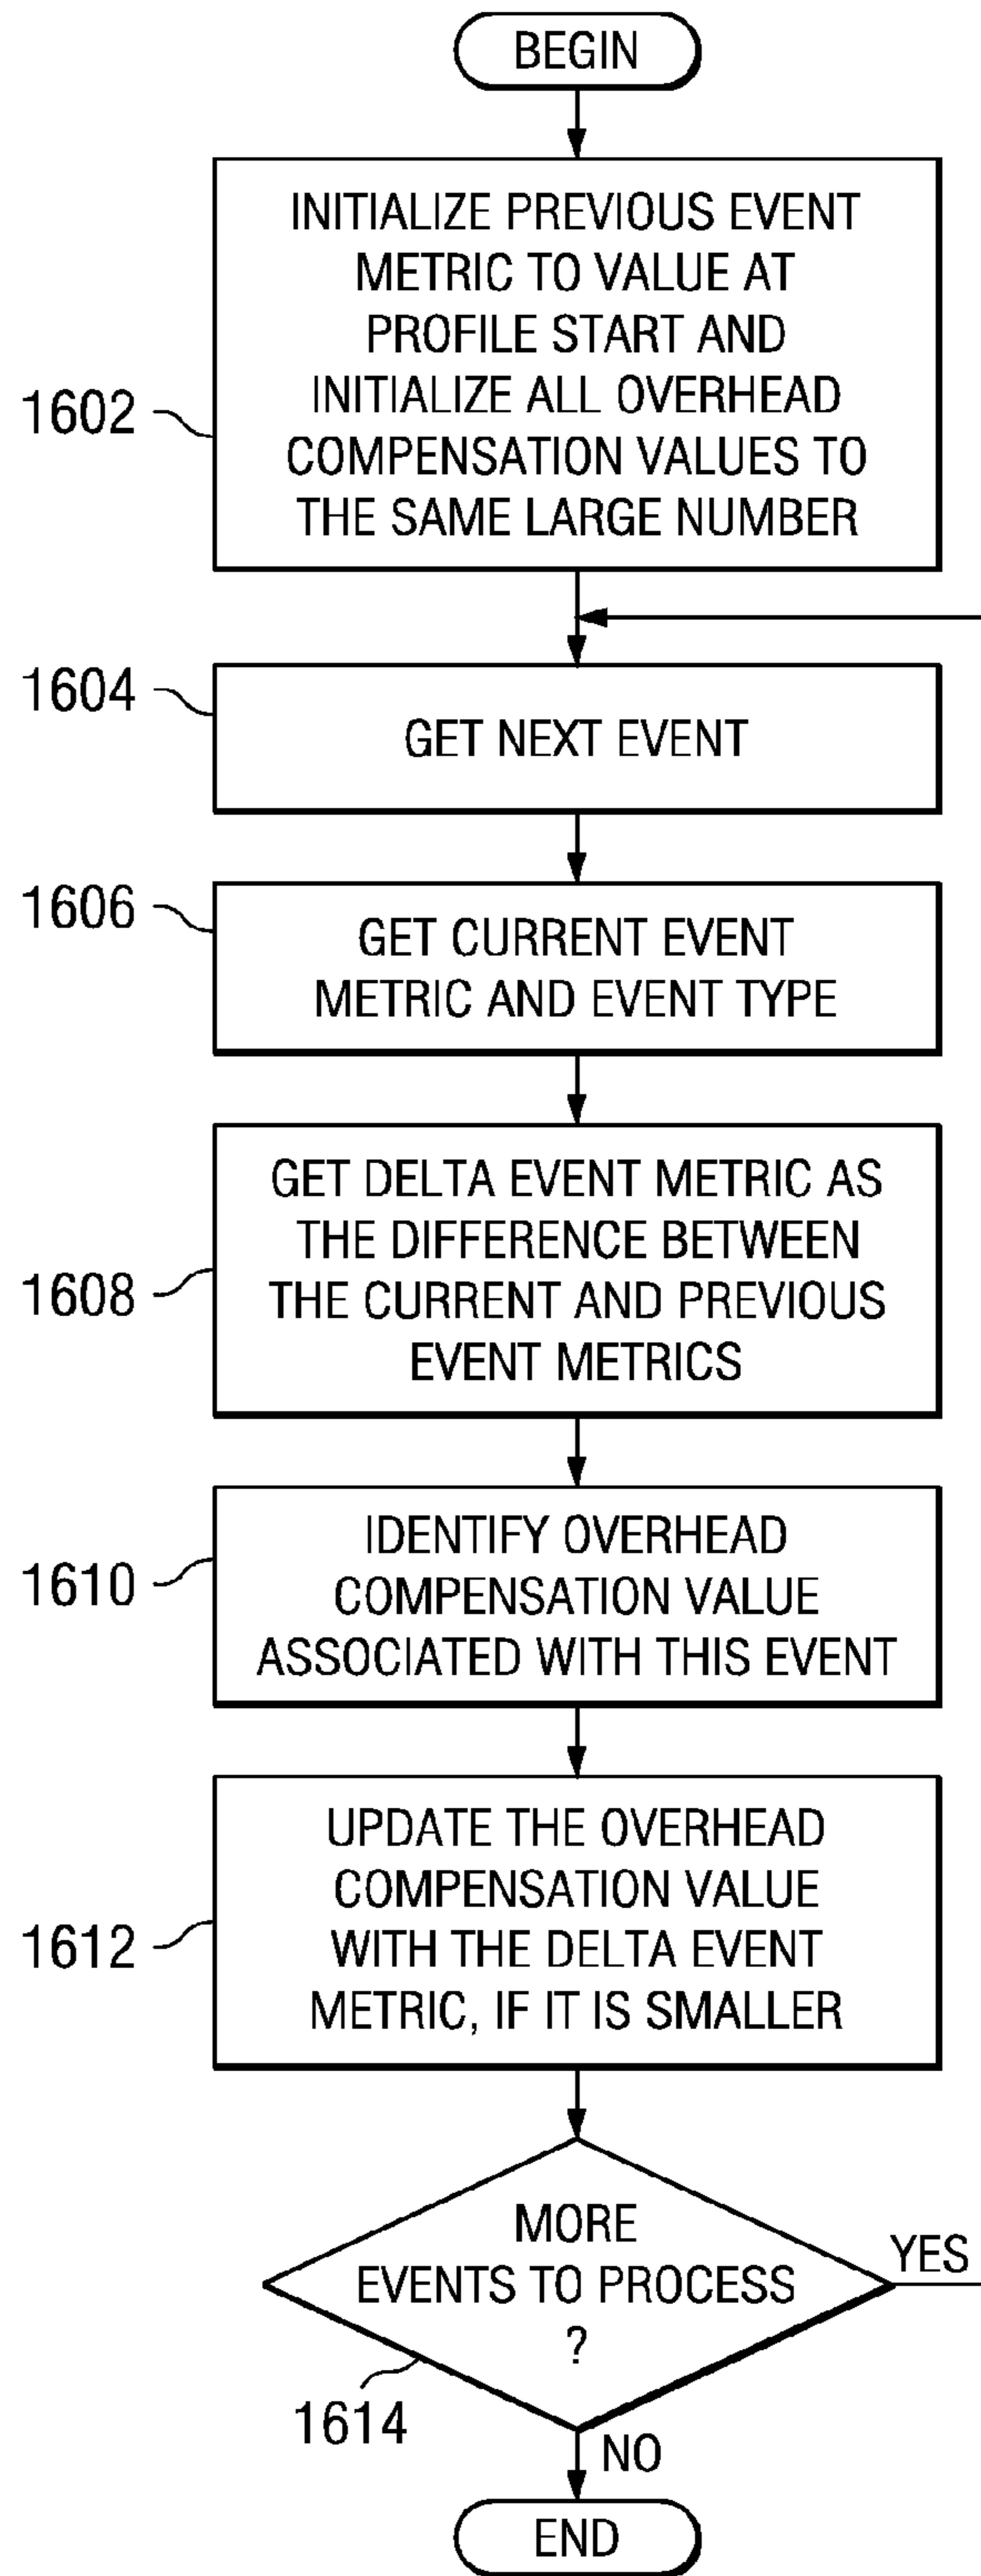 BEGIN
INITIALIZE PREVIOUS EVENT
METRIC TO VALUE AT
PROFILE START AND
INITIALIZE ALL OVERHEAD
COMPENSATION VALUES TO
THE SAME LARGE NUMBER
1602
1604
GET NEXT EVENT
1606
GET CURRENT EVENT
METRIC AND EVENT TYPE
GET DELTA EVENT METRIC AS
THE DIFFERENCE BETWEEN
THE CURRENT AND PREVIOUS
EVENT METRICS
1608
IDENTIFY OVERHEAD
COMPENSATION VALUE
ASSOCIATED WITH THIS EVENT
1610
UPDATE THE OVERHEAD
COMPENSATION VALUE
WITH THE DELTA EVENT
METRIC, IF IT IS SMALLER
1612
MORE
EVENTS TO PROCESS
?
YES
1614
NO
END